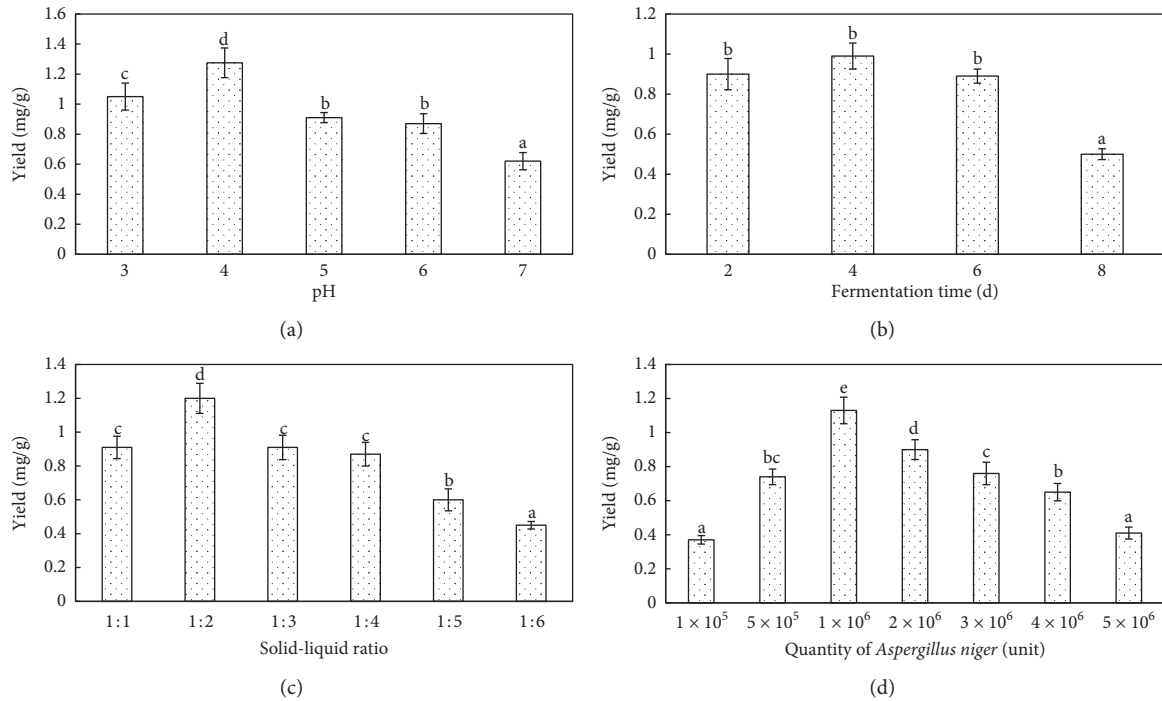 1.6
1.4
1.2
1
0.8
0.6
0.4
0.2
0
Yield (mg/g)
c
d
b
b
a
3 4 5 6 7
pH
(a)
1.2
1
0.8
0.6
0.4
0.2
0
Yield (mg/g)
b
b
b
a
2 4 6 8
Fermentation time (d)
(b)
1.4
1.2
1
0.8
0.6
0.4
0.2
0
Yield (mg/g)
c
d
c
c
b
a
1:1 1:2 1:3 1:4 1:5 1:6
Solid-liquid ratio
(c)
1.4
1.2
1
0.8
0.6
0.4
0.2
0
Yield (mg/g)
a
bc
e
d
c
b
a
1 × 10⁵ 5 × 10⁵ 1 × 10⁶ 2 × 10⁶ 3 × 10⁶ 4 × 10⁶ 5 × 10⁶
Quantity of Aspergillus niger (unit)
(d)